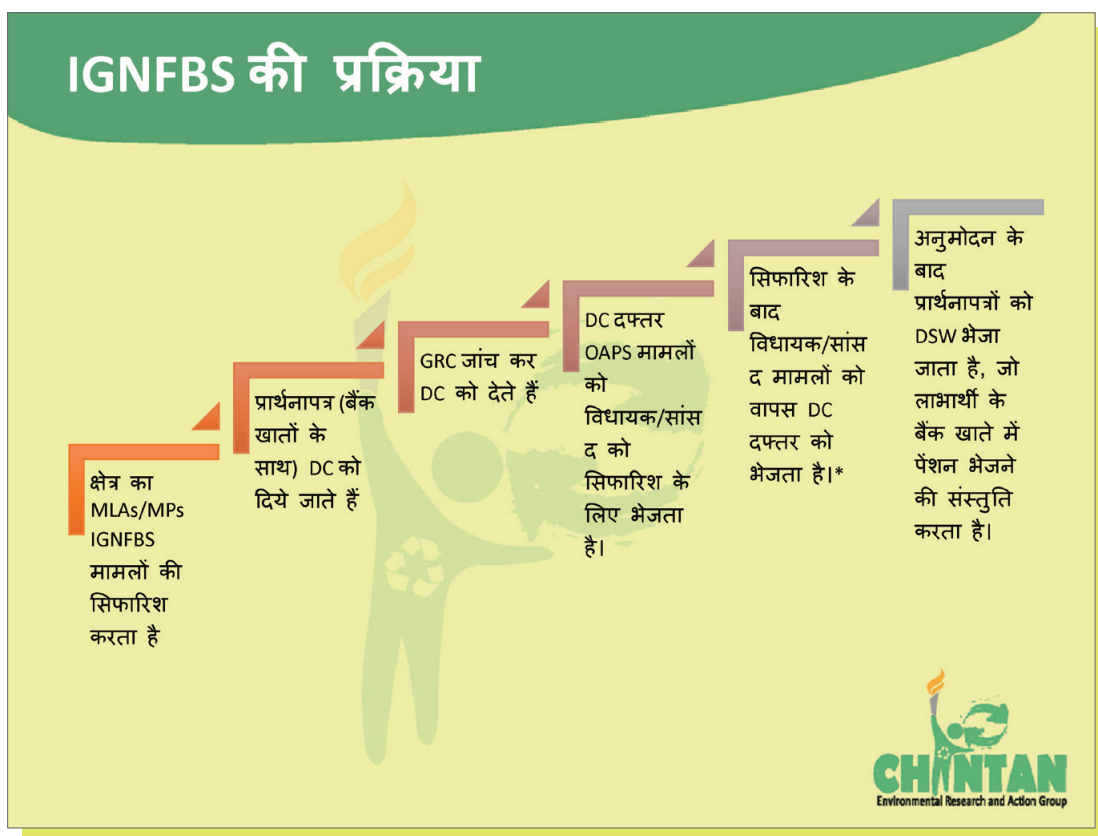 IGNFBS की प्रक्रिया
क्षेत्र का
MLAs/MPs
IGNFBS
मामलों की
सिफारिश
करता है
प्रार्थनापत्र (बैंक
खातों के
साथ) DC को
दिये जाते हैं
GRC जांच कर
DC को देते हैं
DC दफ्तर
OAPS मामलों
को
विधायक/सांस
द को
सिफारिश के
लिए भेजता
है।
सिफारिश के
बाद
विधायक/सांस
द मामलों को
वापस DC
दफ्तर को
भेजता है।*
अनुमोदन के
बाद
प्रार्थनापत्रों को
DSW भेजा
जाता है, जो
लाभार्थी के
बैंक खाते में
पेंशन भेजने
की संस्तुति
करता है।
CHINTAN
Environmental Research and Action Group